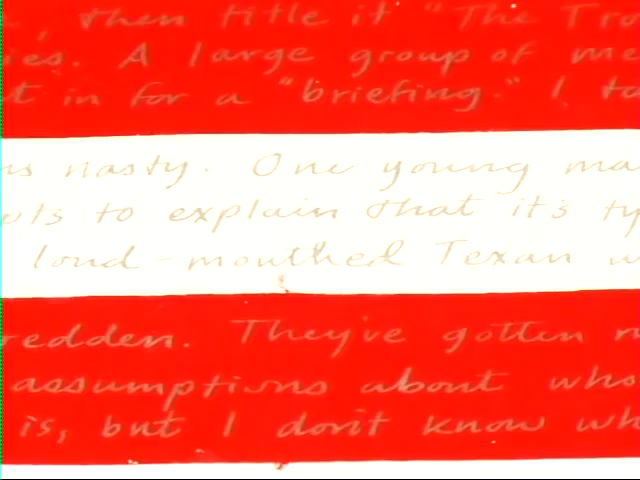 , then title it "The Tro
ies. A large group of me
t in for a "briefing." I ta
ns nasty. One young ma
to explain that it's ty
loud-mouthed Texan w
redden. They've gotten
assumptions about who
is, but I don't know wh